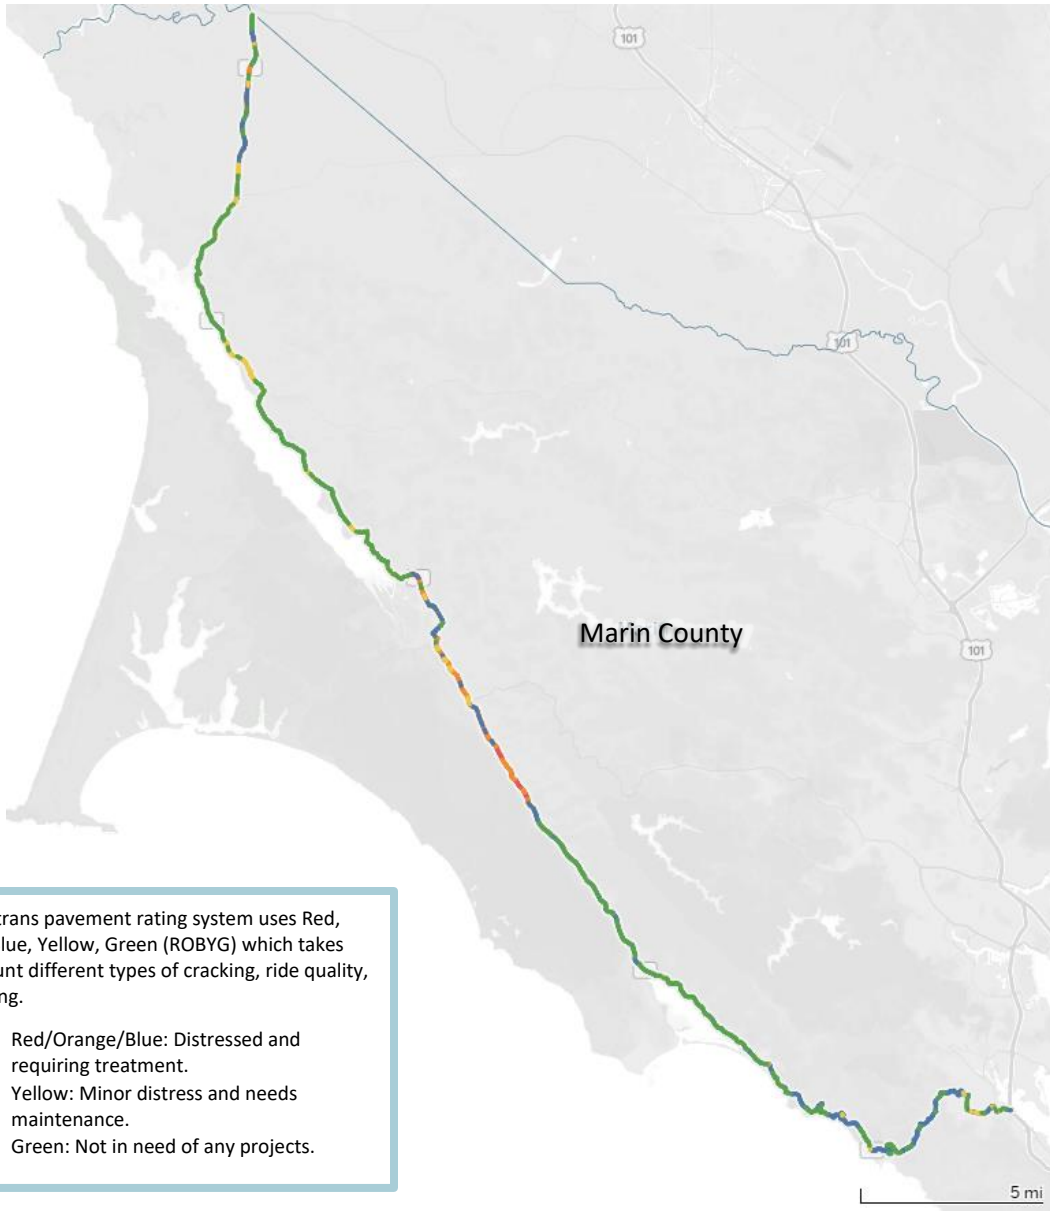 101
101
Marin County
101
trans pavement rating system uses Red,
lue, Yellow, Green (ROBYG) which takes
unt different types of cracking, ride quality,
ng.
Red/Orange/Blue: Distressed and
requiring treatment.
Yellow: Minor distress and needs
maintenance.
Green: Not in need of any projects.
5 mi